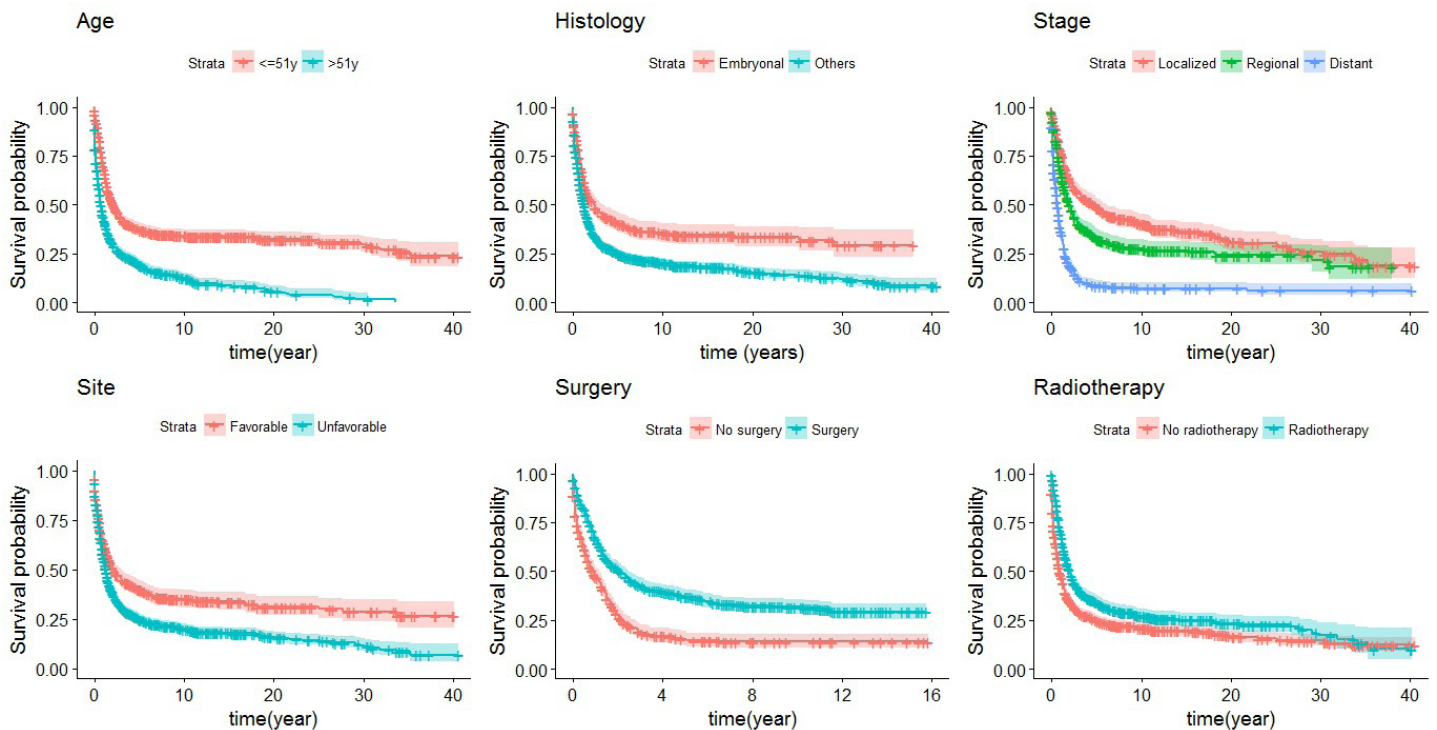 Age
Strata <=51y >51y
Survival probability
1.00
0.75
0.50
0.25
0.00
0 10 20 30 40
time(year)
Histology
Strata Embryonal Others
Survival probability
1.00
0.75
0.50
0.25
0.00
0 10 20 30 40
time (years)
Stage
Strata Localized Regional Distant
Survival probability
1.00
0.75
0.50
0.25
0.00
0 10 20 30 40
time(year)
Site
Strata Favorable Unfavorable
Survival probability
1.00
0.75
0.50
0.25
0.00
0 10 20 30 40
time(year)
Surgery
Strata No surgery Surgery
Survival probability
1.00
0.75
0.50
0.25
0.00
0 4 8 12 16
time(year)
Radiotherapy
Strata No radiotherapy Radiotherapy
Survival probability
1.00
0.75
0.50
0.25
0.00
0 10 20 30 40
time(year)